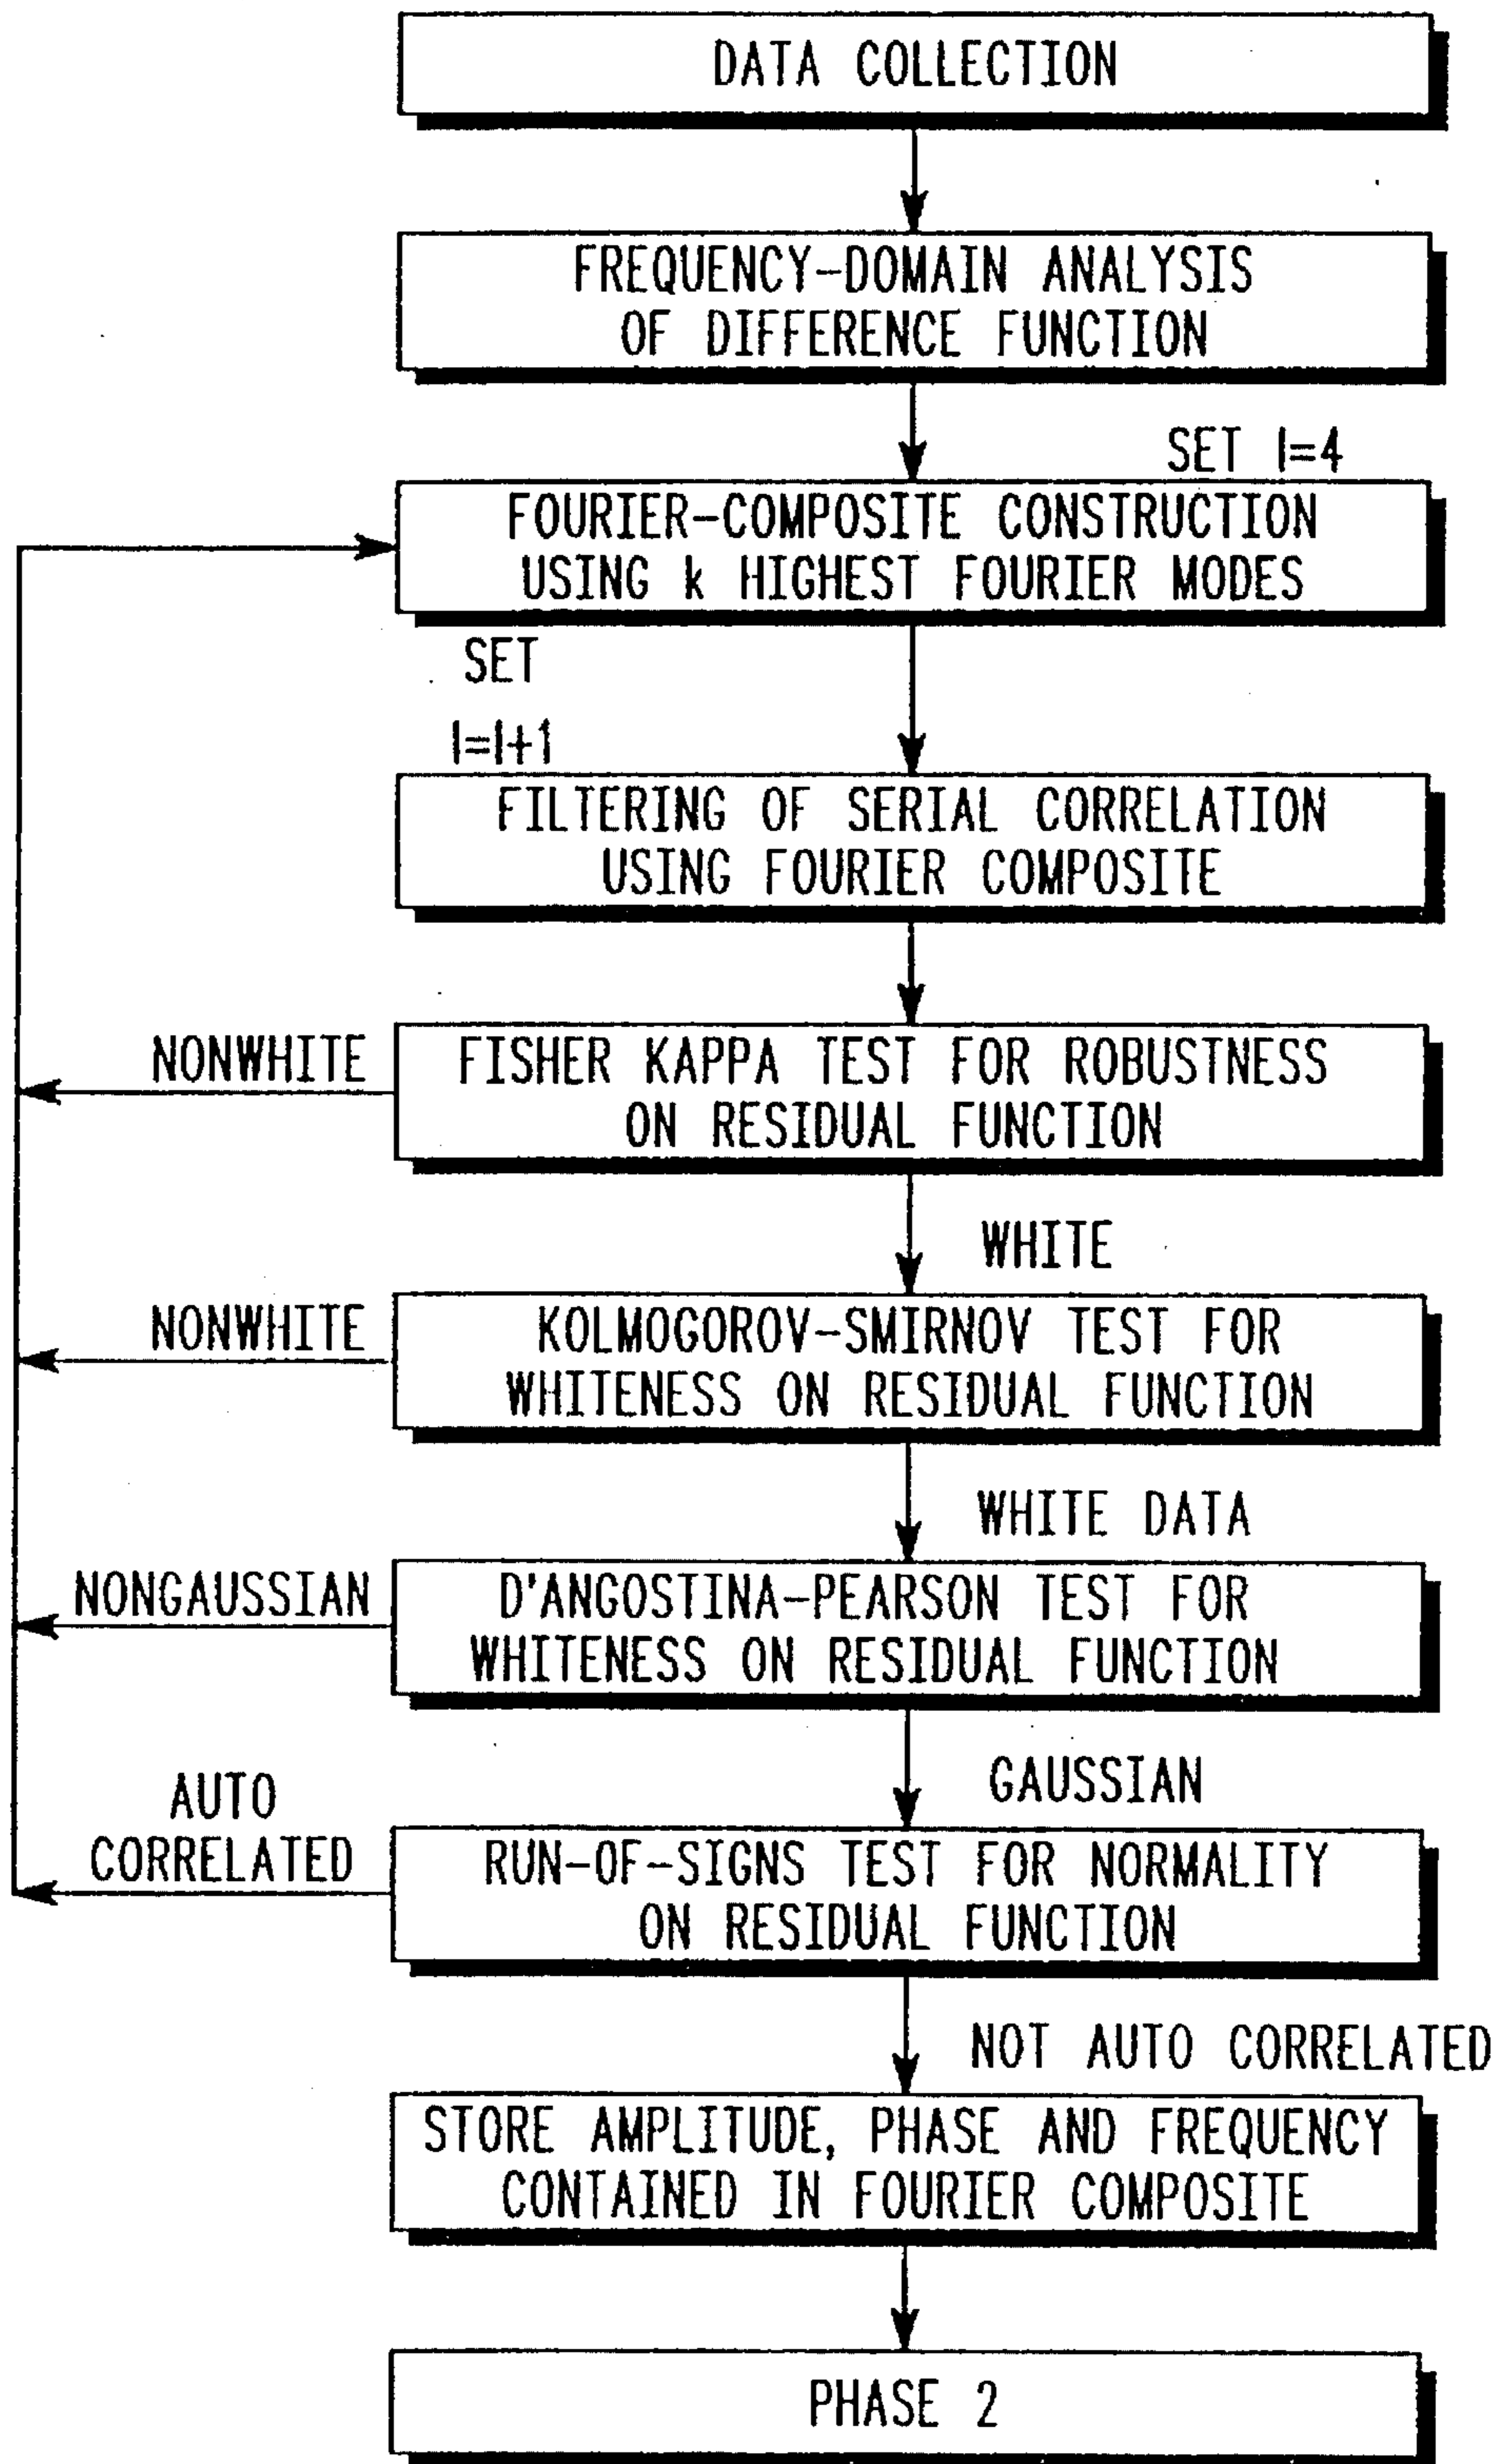 DATA COLLECTION
FREQUENCY-DOMAIN ANALYSIS
OF DIFFERENCE FUNCTION
SET I=4
FOURIER-COMPOSITE CONSTRUCTION
USING k HIGHEST FOURIER MODES
SET
I=I+1
FILTERING OF SERIAL CORRELATION
USING FOURIER COMPOSITE
NONWHITE
FISHER KAPPA TEST FOR ROBUSTNESS
ON RESIDUAL FUNCTION
WHITE
NONWHITE
KOLMOGOROV-SMIRNOV TEST FOR
WHITENESS ON RESIDUAL FUNCTION
WHITE DATA
NONGAUSSIAN
D'ANGOSTINA-PEARSON TEST FOR
WHITENESS ON RESIDUAL FUNCTION
GAUSSIAN
AUTO
CORRELATED
RUN-OF-SIGNS TEST FOR NORMALITY
ON RESIDUAL FUNCTION
NOT AUTO CORRELATED
STORE AMPLITUDE, PHASE AND FREQUENCY
CONTAINED IN FOURIER COMPOSITE
PHASE 2